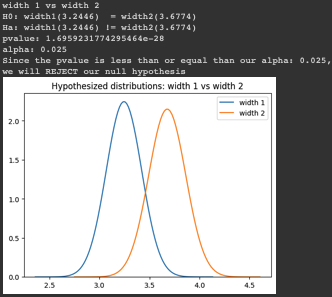 width 1 vs width 2
H0: width1(3.2446)  = width2(3.6774)
Ha: width1(3.2446) != width2(3.6774)
pvalue: 1.6959231774295464e-28
alpha: 0.025
Since the pvalue is less than or equal than our alpha: 0.025,
we will REJECT our null hypothesis
Hypothesized distributions: width 1 vs width 2
width 1
width 2
2.0
1.5
1.0
0.5
0.0
2.5 3.0 3.5 4.0 4.5